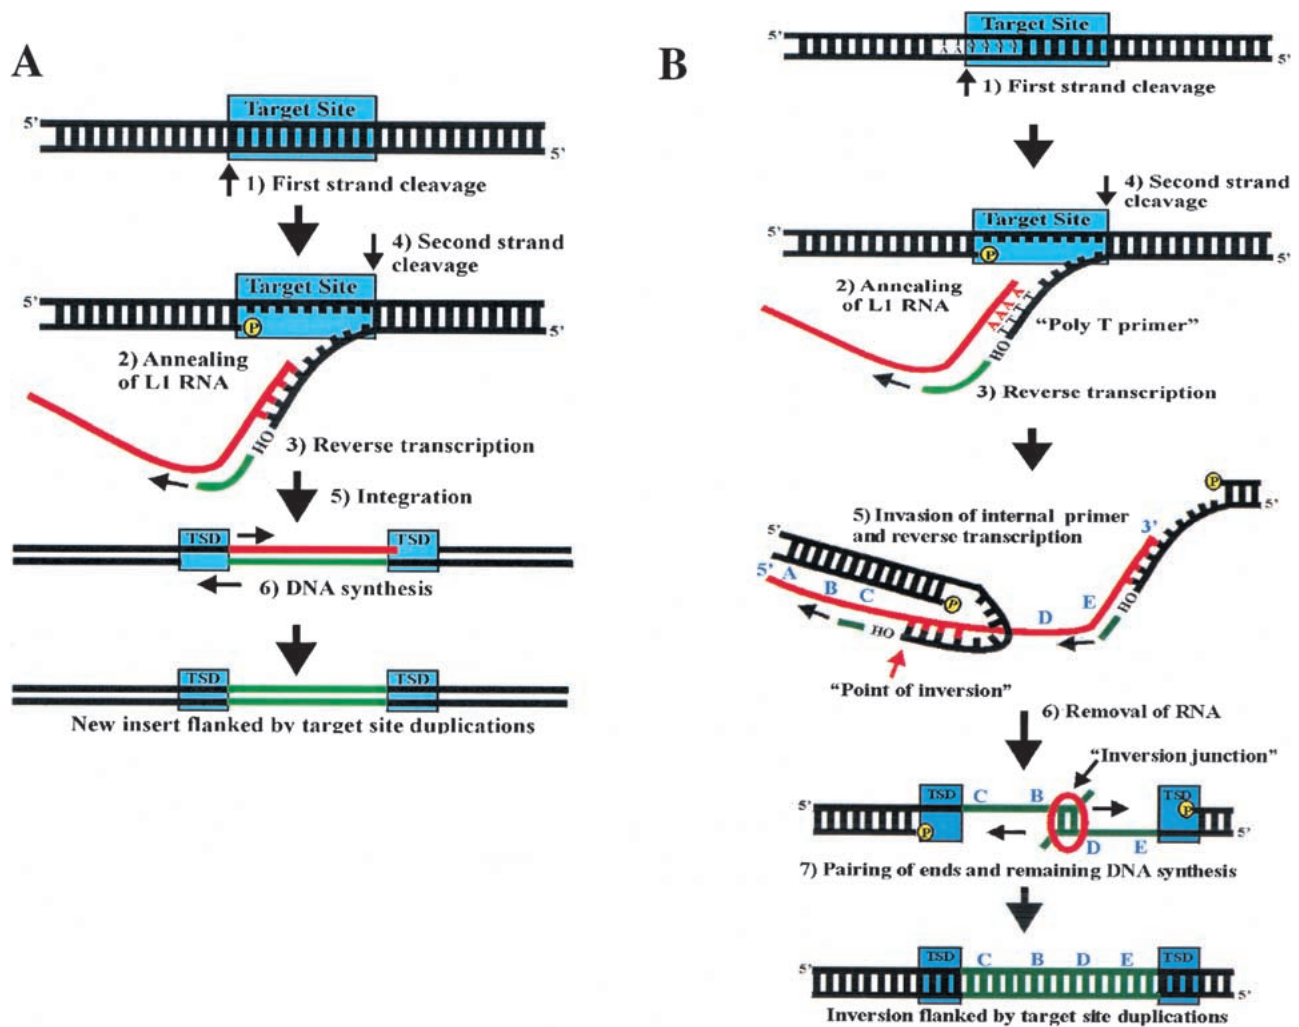 A
5'
Target Site
5'
1) First strand cleavage
4) Second strand
cleavage
Target Site
5'
P
5'
2) Annealing
of L1 RNA
HO
3) Reverse transcription
5) Integration
TSD
TSD
6) DNA synthesis
TSD
TSD
New insert flanked by target site duplications
B
Target Site
5'
5'
1) First strand cleavage
4) Second strand
cleavage
Target Site
5'
P
5'
2) Annealing
of L1 RNA
AAAA
TTTT
HO
“Poly T primer”
3) Reverse transcription
P
5'
5) Invasion of internal primer
and reverse transcription
5'
3'
5'
A
B
C
P
D
E
HO
HO
“Point of inversion”
6) Removal of RNA
“Inversion junction”
5'
TSD
C
B
TSD
P
P
D
E
5'
7) Pairing of ends and remaining DNA synthesis
5'
TSD
C
B
D
E
TSD
5'
Inversion flanked by target site duplications